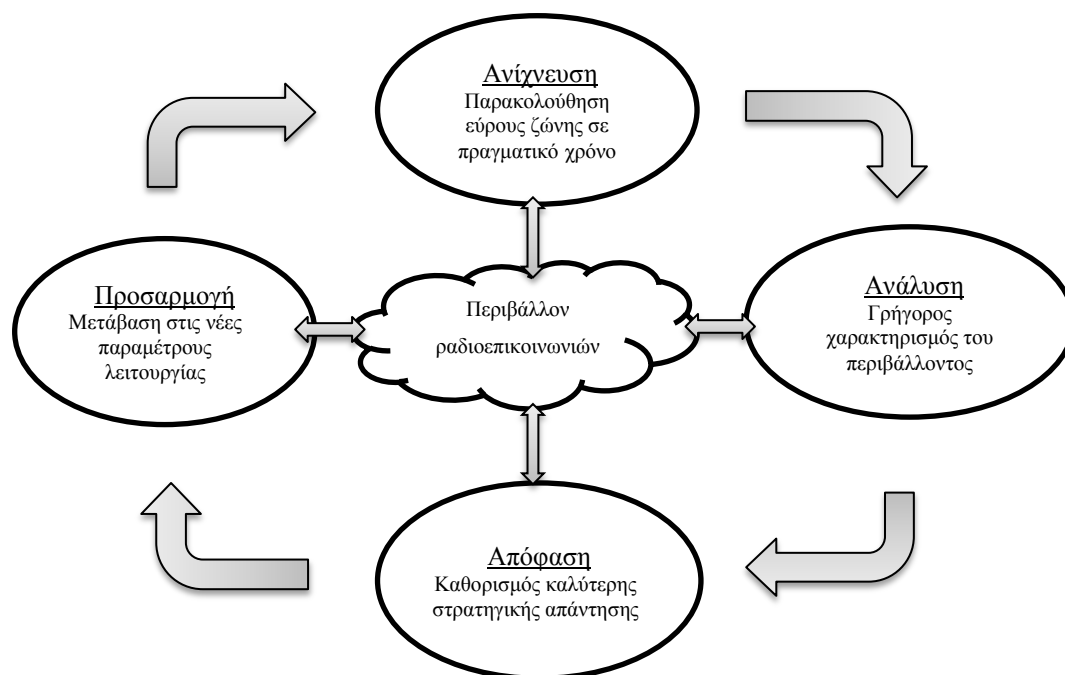 Ανίχνευση
Παρακολούθηση
εύρους ζώνης σε
πραγματικό χρόνο
Προσαρμογή
Μετάβαση στις νέες
παραμέτρους
λειτουργίας
Περιβάλλον
ραδιοεπικοινωνιών
Ανάλυση
Γρήγορος
χαρακτηρισμός του
περιβάλλοντος
Απόφαση
Καθορισμός καλύτερης
στρατηγικής απάντησης